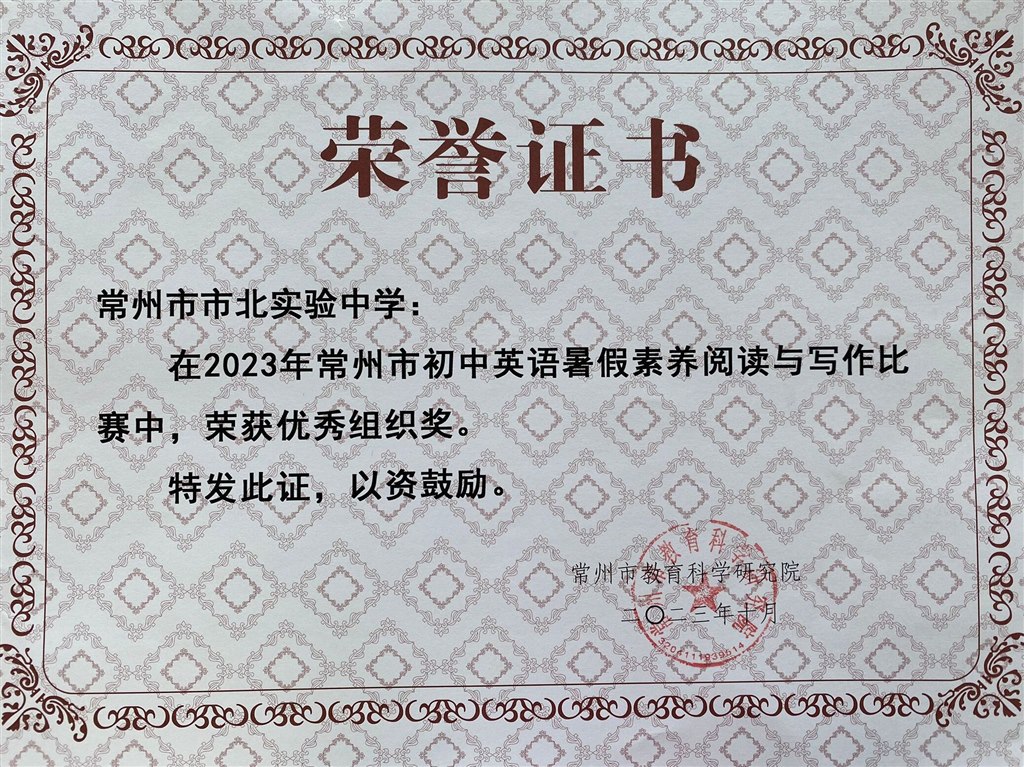 荣誉证书
常州市市北实验中学：
在2023年常州市初中英语暑假素养阅读与写作比
赛中，荣获优秀组织奖。
特发此证，以资鼓励。
常州市教育科学研究院
二〇二三年十月